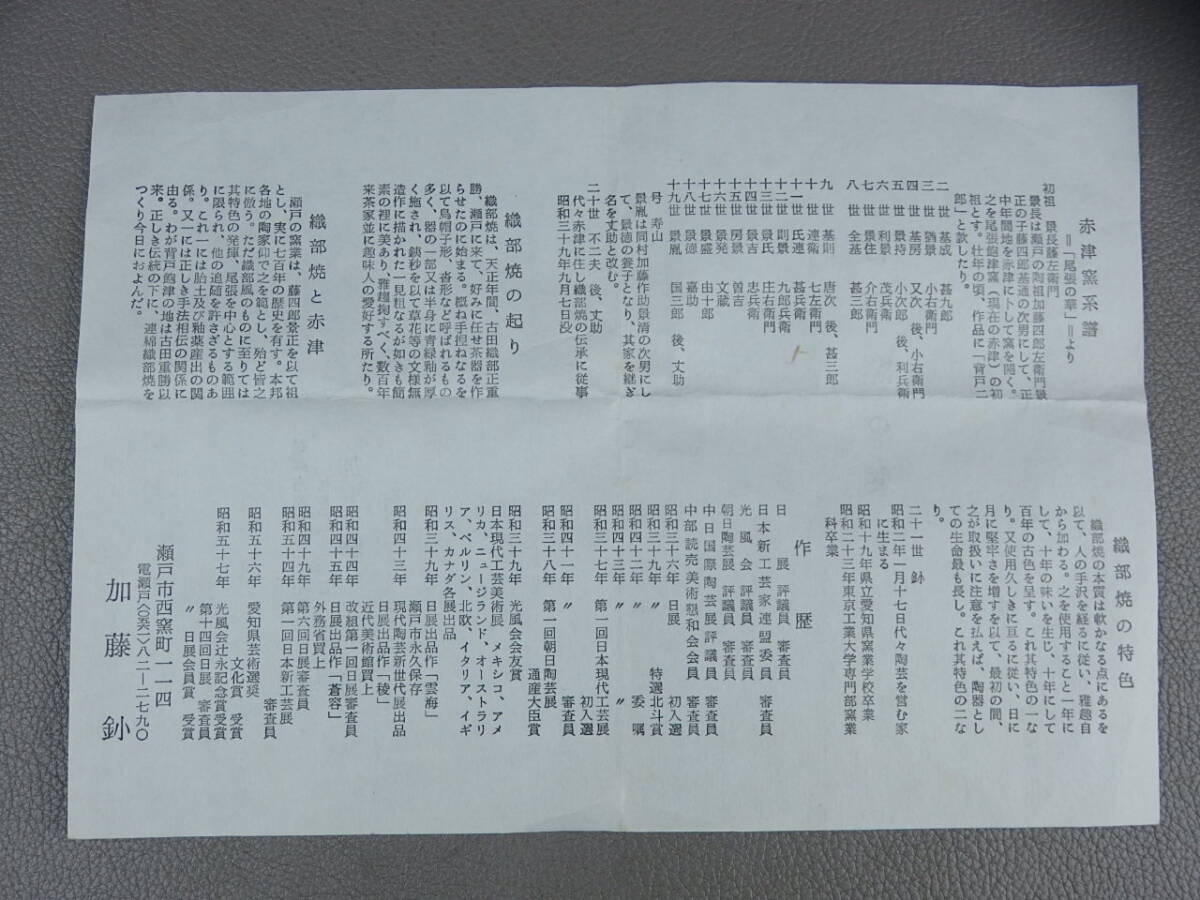 赤津窯系譜
＝「尾張の華」＝より
初祖　景長藤左衛門
景長は瀬戸の陶祖加藤四郎左衛門景
正の子藤四郎基通の次男にして、正
中年間地を赤津に卜して窯を開く。
之を尾張飽津窯（現在の赤津）の初
祖とす。壮年の頃、作品に「背戸二
郎」と款したり。
二　世　基成　甚九郎
三　世　猶景　小右衛門
四　世　基房　又次　後、小右衛門
五　世　景持　小次郎　後、利兵衛
六　世　利景　茂兵衛
七　世　景住　介右衛門
八　世　全基　甚三郎
九　世　基則　唐次　後、甚三郎
十　世　連衛　七左衛門
十一世　氏連　甚兵衛
十二世　則景　九郎兵衛
十三世　景氏　庄右衛門
十四世　景吉　忠兵衛
十五世　房景　曽吉
十六世　景発　文蔵
十七世　景盛　由十郎
十八世　景徳　嘉助
十九世　景胤　国三郎　後、丈助
号　寿山
景胤は同村加藤作助景清の次男にし
て、景徳の養子となり、其家を継ぎ
名を丈助と改む。
二十世　不二夫　後、丈助
代々赤津に住し織部焼の伝承に従事
昭和三十九年九月七日没
織部焼の起り
織部焼は、天正年間、古田織部正重
勝、瀬戸に来て、好みに任せ茶器を作
らせたのに始まる。概ね手捏ねなるを
以て烏帽子形、沓形など呼ばれるもの
多く、器の一部又は半身に青緑釉が厚
く施され、銕砂を以て草花等の文様無
造作に描かれた一見粗なるが如きも簡
素の裡に美あり、雅趣掬すべく、数百年
来茶家並に趣味人の愛好する所たり。
織部焼と赤津
瀬戸の窯業は、藤四郎景正を以て祖
とし、実に七百年の歴史を有す。本邦
各地の陶家仰で之を範とし、殆ど皆之
に倣う。ただ織部風のものに至りては
其特色の発揮、尾張を中心とする範囲
に限られ、他の追随を許さざるものあ
り。これ一には胎土及び釉薬産出の関
係。又一には正しき手法相伝の関係に
由る。わが背戸飽津の地は古田重勝以
来。正しき伝統の下に、連綿織部焼を
つくり今日におよんだ。
織部焼の特色
織部焼の本質は軟かなる点にあるを
以て、人の手沢を経るに従い、雅趣自
から加わる。之を使用すること一年に
して、十年の味いを生じ、十年にして
百年の古色を呈す。これ其特色の一な
り。又使用久しきに亘るに従い、日に
月に堅牢さを増すを以て、最初の間、
之が取扱いに注意を払えば、陶器とし
ての生命最も長し。これ其特色の二な
り。
二十一世　鈔
昭和二年一月十七日代々陶芸を営む家
に生まる
昭和十九年県立愛知県窯業学校卒業
昭和二十三年東京工業大学専門部窯業
科卒業
作歴
日　展　評議員　審査員
日本新工芸家連盟委員　審査員
光　風　会　評議員　審査員
朝日陶芸展　評議員　審査員
中日国際陶芸展評議員　審査員
中部読売美術懇和会会員
昭和三十六年　日展　初入選
昭和三十九年　〃　特選北斗賞
昭和四十二年　〃　委嘱
昭和四十三年　〃　審査員
昭和三十七年　第一回日本現代工芸展
初入選
昭和四十一年　〃　審査員
昭和三十八年　第一回朝日陶芸展
通産大臣賞
昭和三十九年　光風会会友賞
日本現代工芸美術展、メキシコ、アメ
リカ、ニュージランド、オーストラリ
ア、ベルリン、北欧、イタリア、イギ
リス、カナダ各展出品
昭和三十九年　日展出品作「雲海」
瀬戸市永久保存
昭和四十三年　現代陶芸新世代展出品
日展出品作「稜」
近代美術館買上
昭和四十四年　改組第一回日展審査員
昭和四十五年　日展出品作「蒼容」
外務省買上
昭和四十九年　第六回日展審査員
昭和五十四年　第一回日本新工芸展
審査員
昭和五十六年　愛知県芸術選奨
文化賞　受賞
昭和五十七年　光風会辻永記念賞受賞
第十四回日展　審査員
〃　日展会員賞　受賞
瀬戸市西窯町一一四
電瀬戸〈〇五六一〉八二—二七九〇
加藤鈔